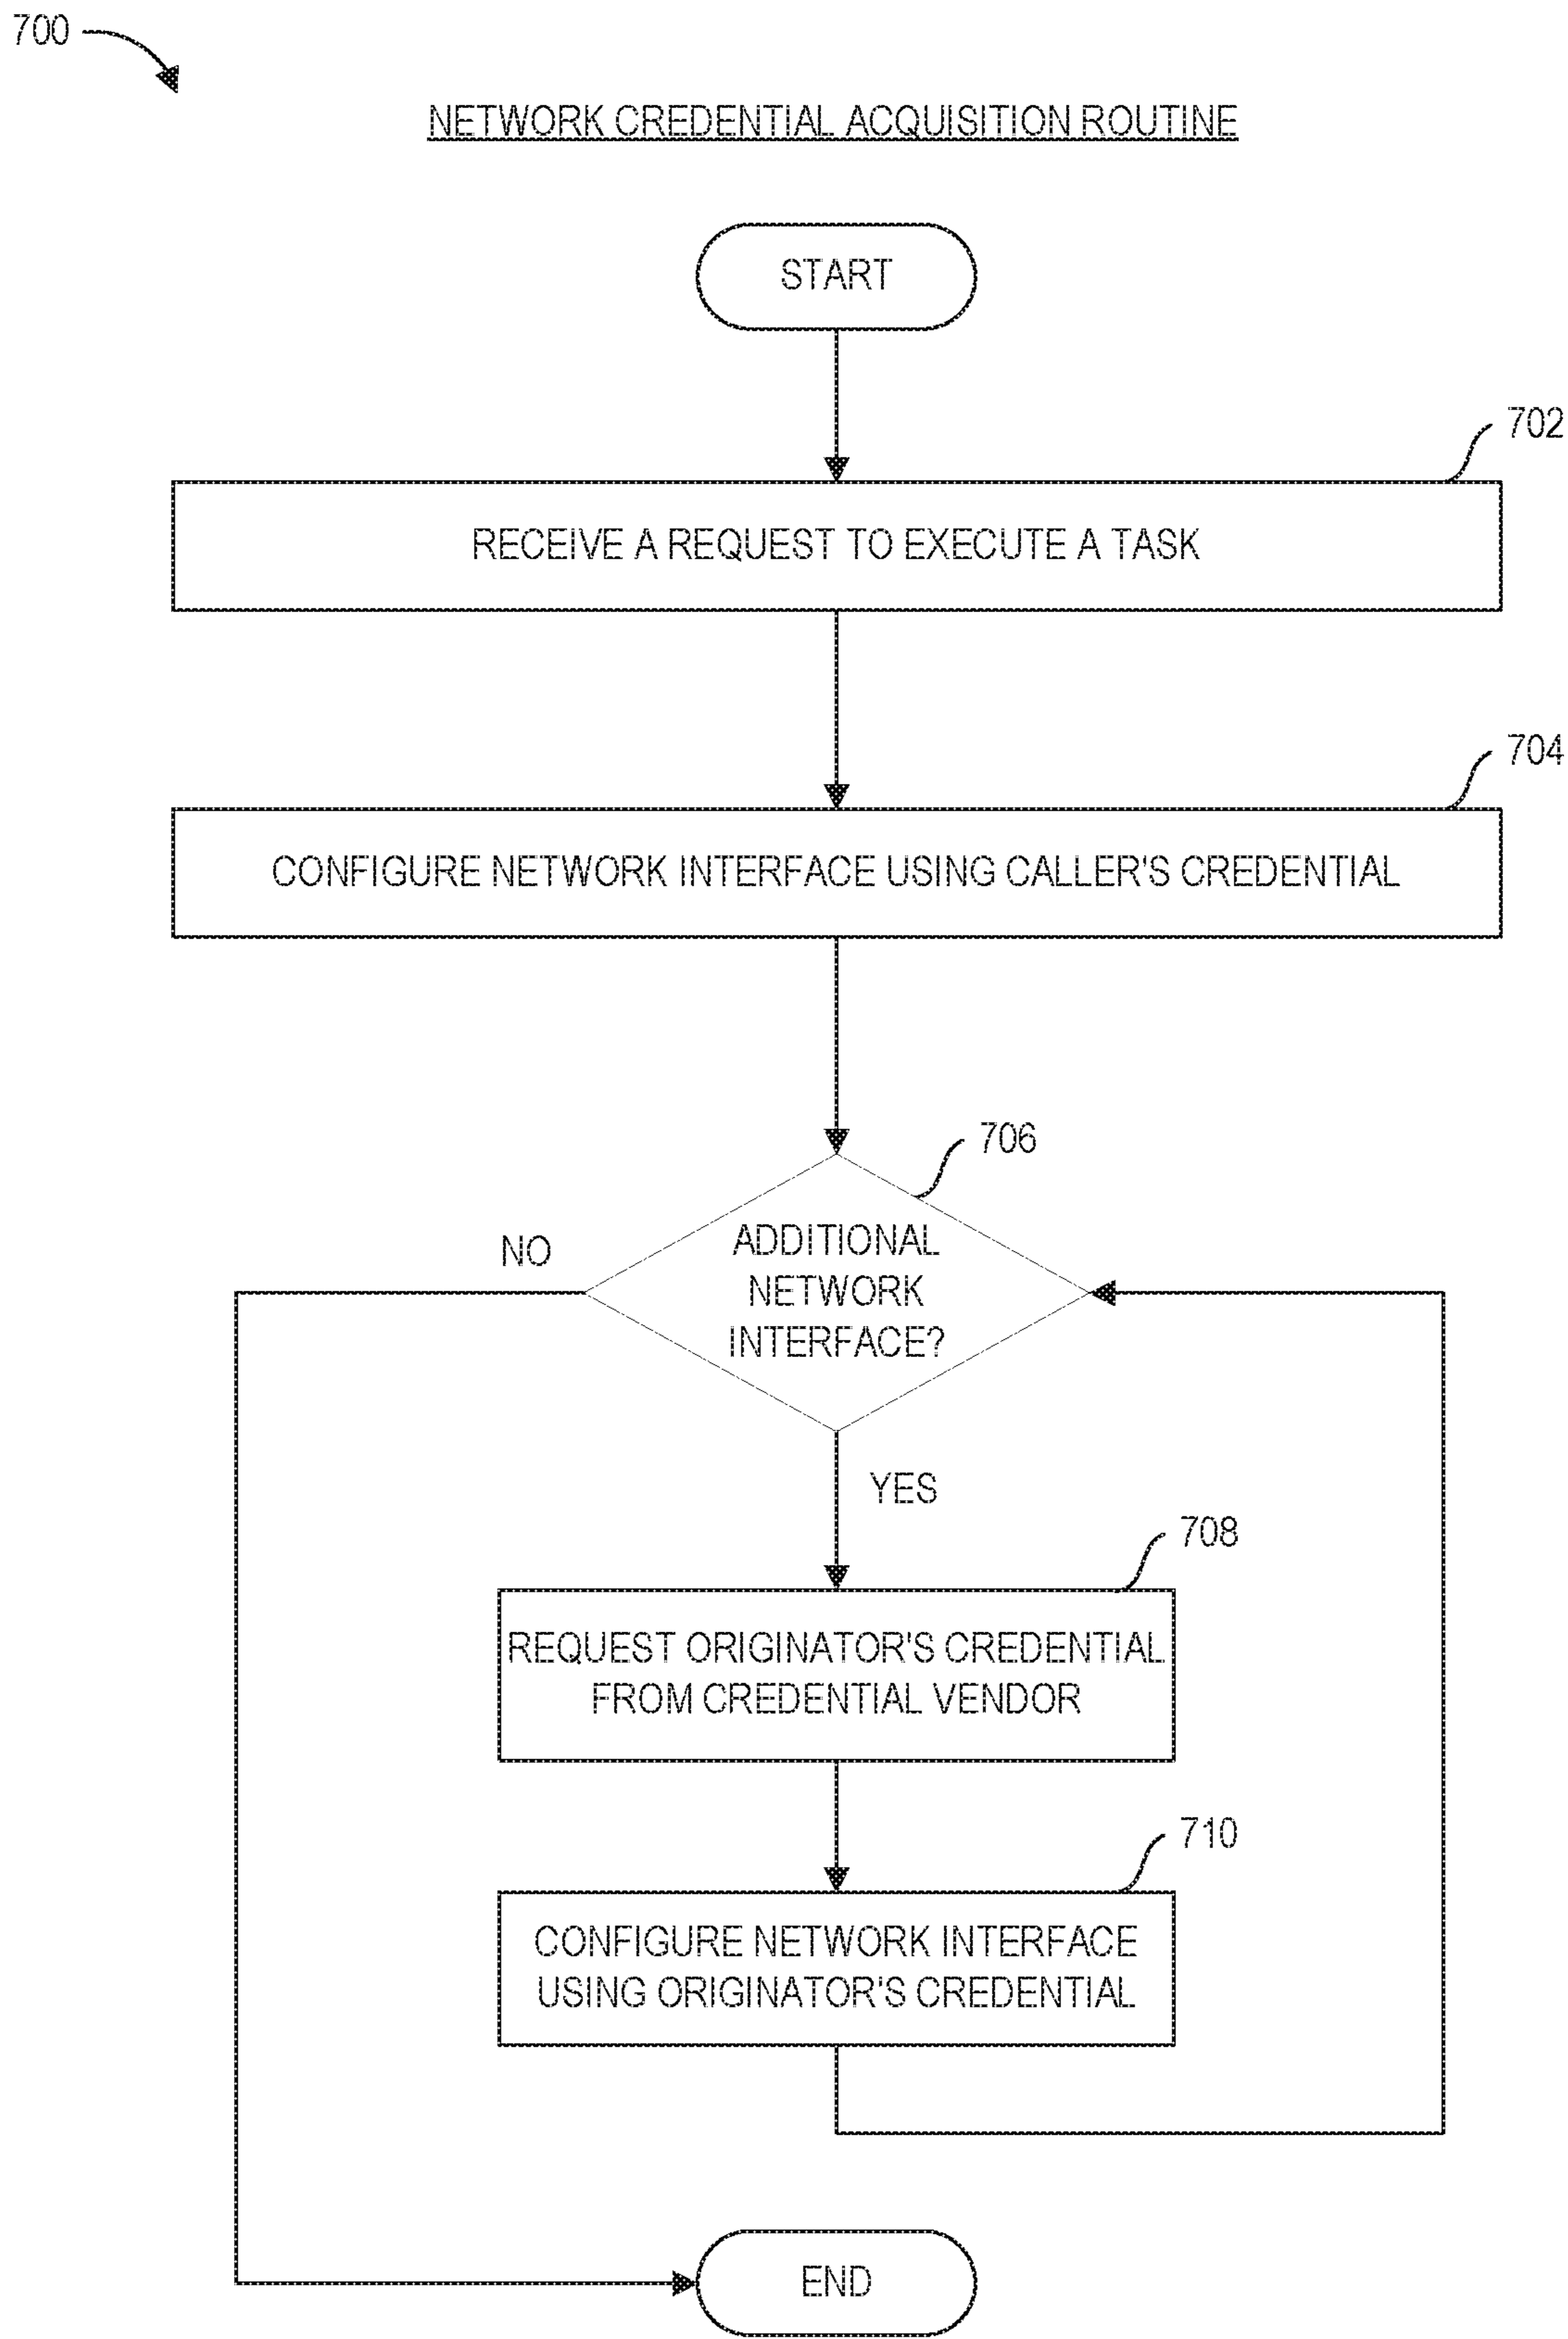 700
NETWORK CREDENTIAL ACQUISITION ROUTINE
START
702
RECEIVE A REQUEST TO EXECUTE A TASK
704
CONFIGURE NETWORK INTERFACE USING CALLER'S CREDENTIAL
706
ADDITIONAL
NETWORK
INTERFACE?
NO
YES
708
REQUEST ORIGINATOR'S CREDENTIAL
FROM CREDENTIAL VENDOR
710
CONFIGURE NETWORK INTERFACE
USING ORIGINATOR'S CREDENTIAL
END